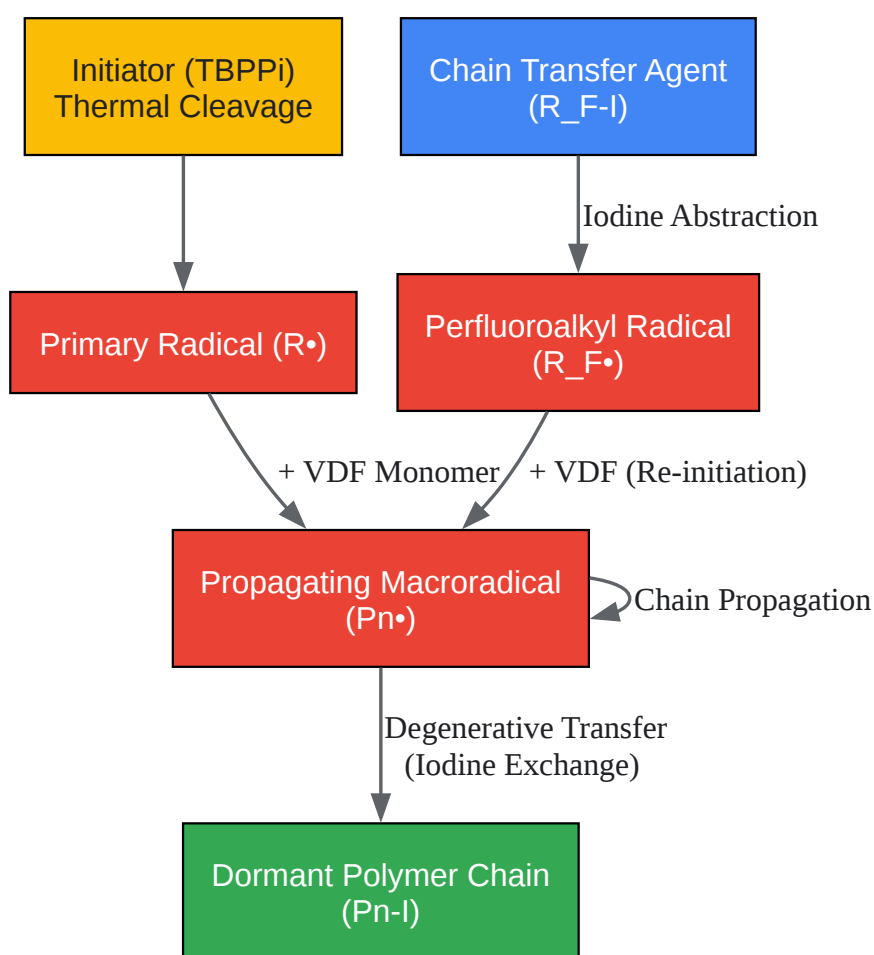 Initiator (TBPPi)
Thermal Cleavage
Chain Transfer Agent
(R_F-I)
Iodine Abstraction
Primary Radical (R•)
Perfluoroalkyl Radical
(R_F•)
+ VDF Monomer
+ VDF (Re-initiation)
Propagating Macroradical
(Pn•)
Chain Propagation
Degenerative Transfer
(Iodine Exchange)
Dormant Polymer Chain
(Pn-I)